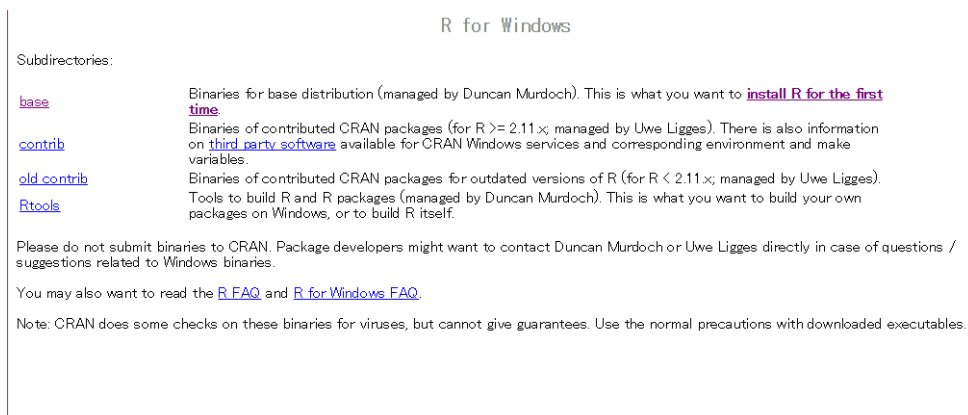 R for Windows
Subdirectories:
base Binaries for base distribution (managed by Duncan Murdoch). This is what you want to install R for the first
time.
Binaries of contributed CRAN packages (for R >= 2.11.x; managed by Uwe Ligges). There is also information
contrib on third party software available for CRAN Windows services and corresponding environment and make
variables.
old contrib Binaries of contributed CRAN packages for outdated versions of R (for R < 2.11.x; managed by Uwe Ligges).
Rtools Tools to build R and R packages (managed by Duncan Murdoch). This is what you want to build your own
packages on Windows, or to build R itself.
Please do not submit binaries to CRAN. Package developers might want to contact Duncan Murdoch or Uwe Ligges directly in case of questions /
suggestions related to Windows binaries.
You may also want to read the R FAQ and R for Windows FAQ.
Note: CRAN does some checks on these binaries for viruses, but cannot give guarantees. Use the normal precautions with downloaded executables.